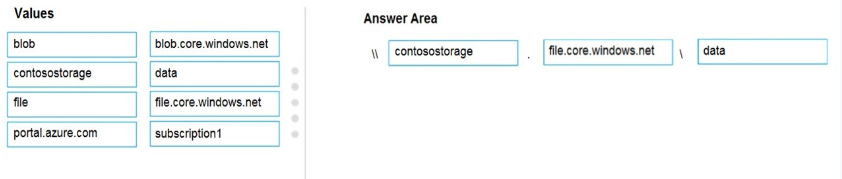 Values
blob
blob.core.windows.net
contosostorage
data
file
file.core.windows.net
portal.azure.com
subscription1
Answer Area
\\ contosostorage . file.core.windows.net \ data